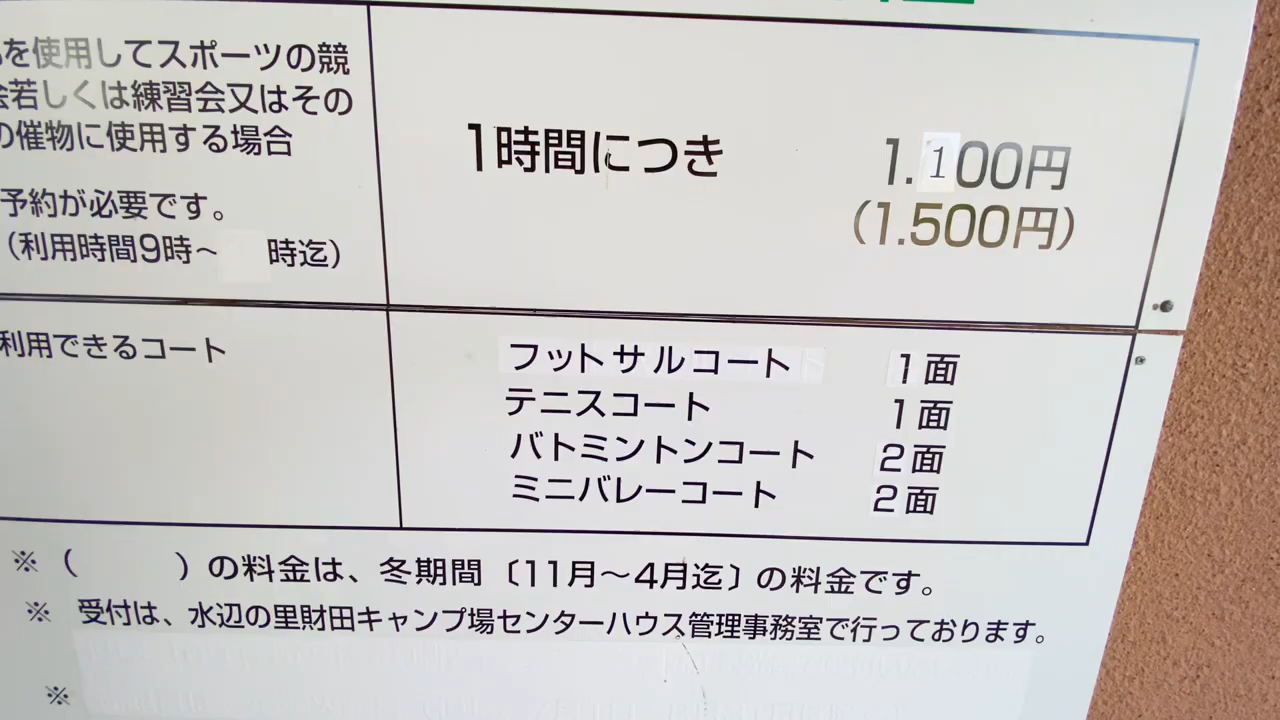 を使用してスポーツの競
会若しくは練習会又はその
の催物に使用する場合
予約が必要です。
（利用時間9時～　　時迄）
1時間につき 1.100円
（1.500円）
利用できるコート
フットサルコート 1面
テニスコート 1面
バトミントンコート 2面
ミニバレーコート 2面
※（　　　）の料金は、冬期間〔11月～4月迄〕の料金です。
※ 受付は、水辺の里財田キャンプ場センターハウス管理事務室で行っております。
※